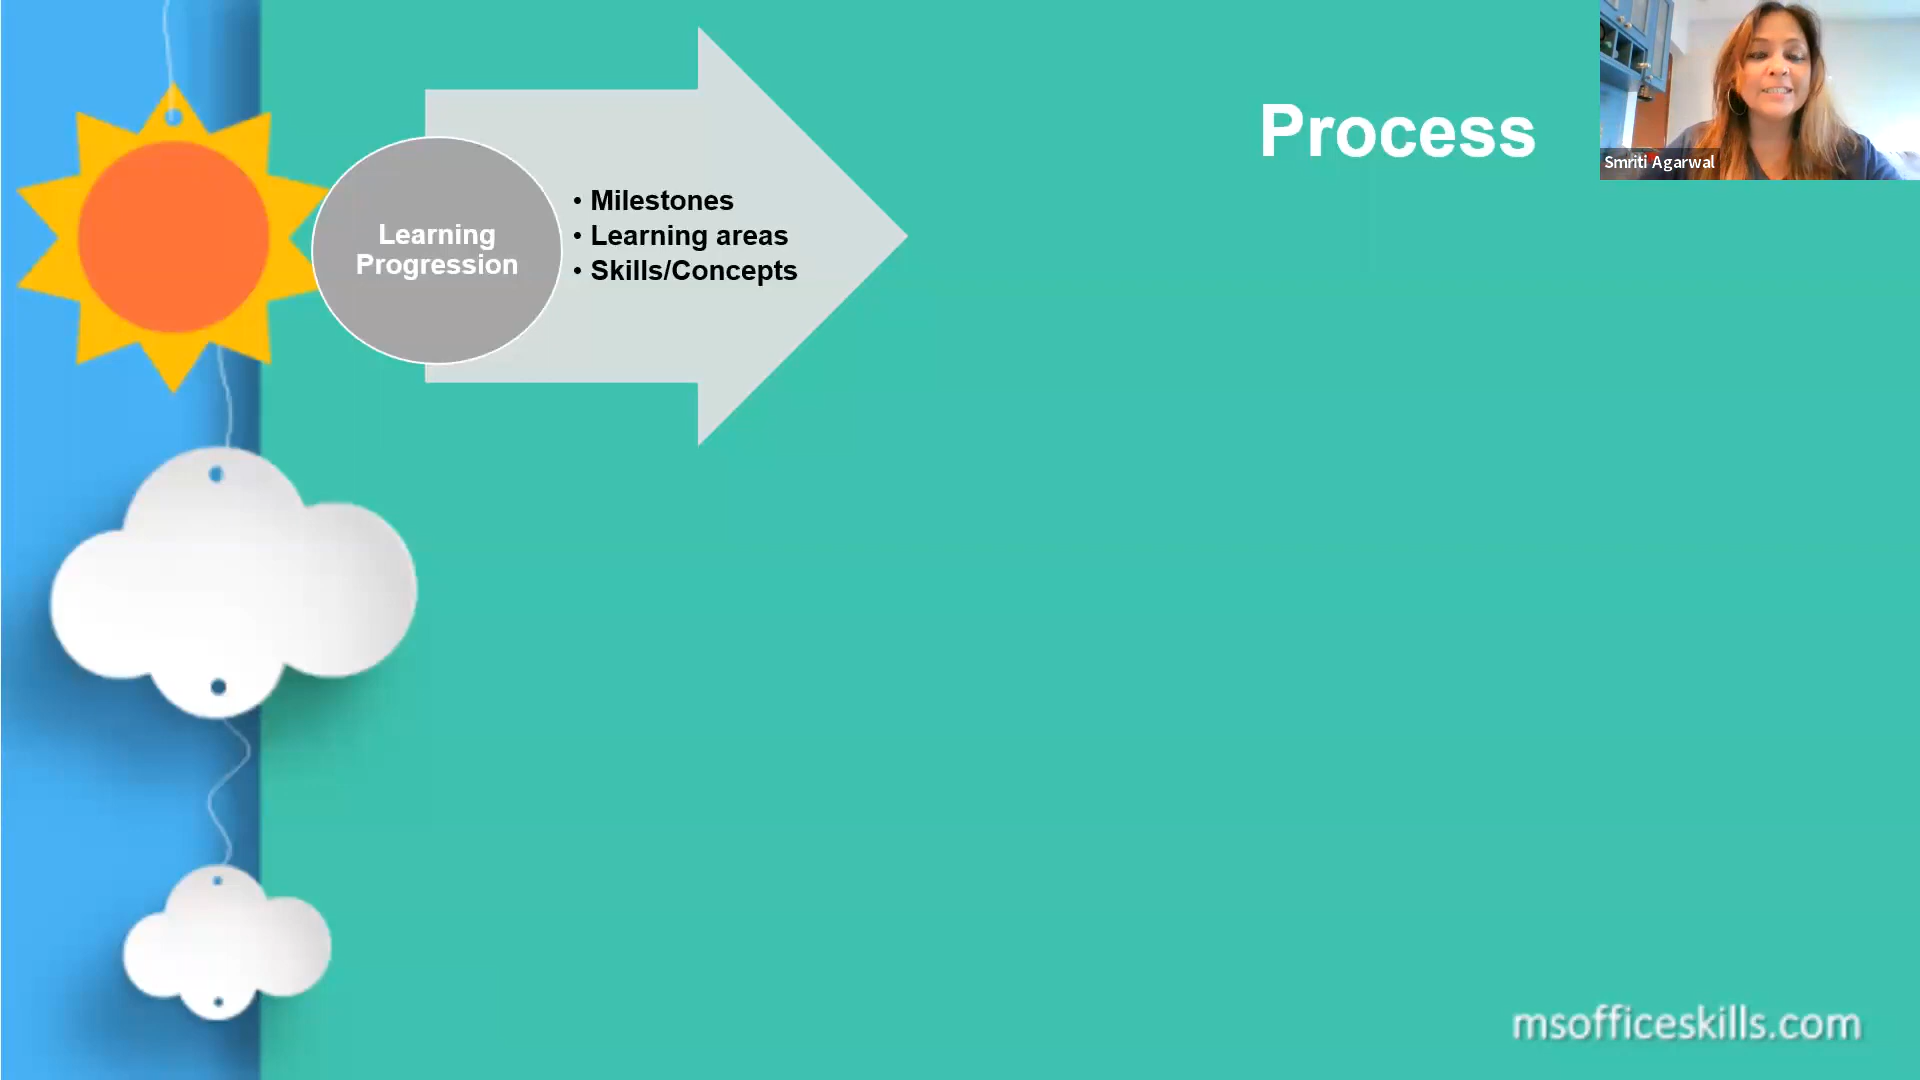 Process
Smriti Agarwal
Learning
Progression
• Milestones
• Learning areas
• Skills/Concepts
msofficeskills.com